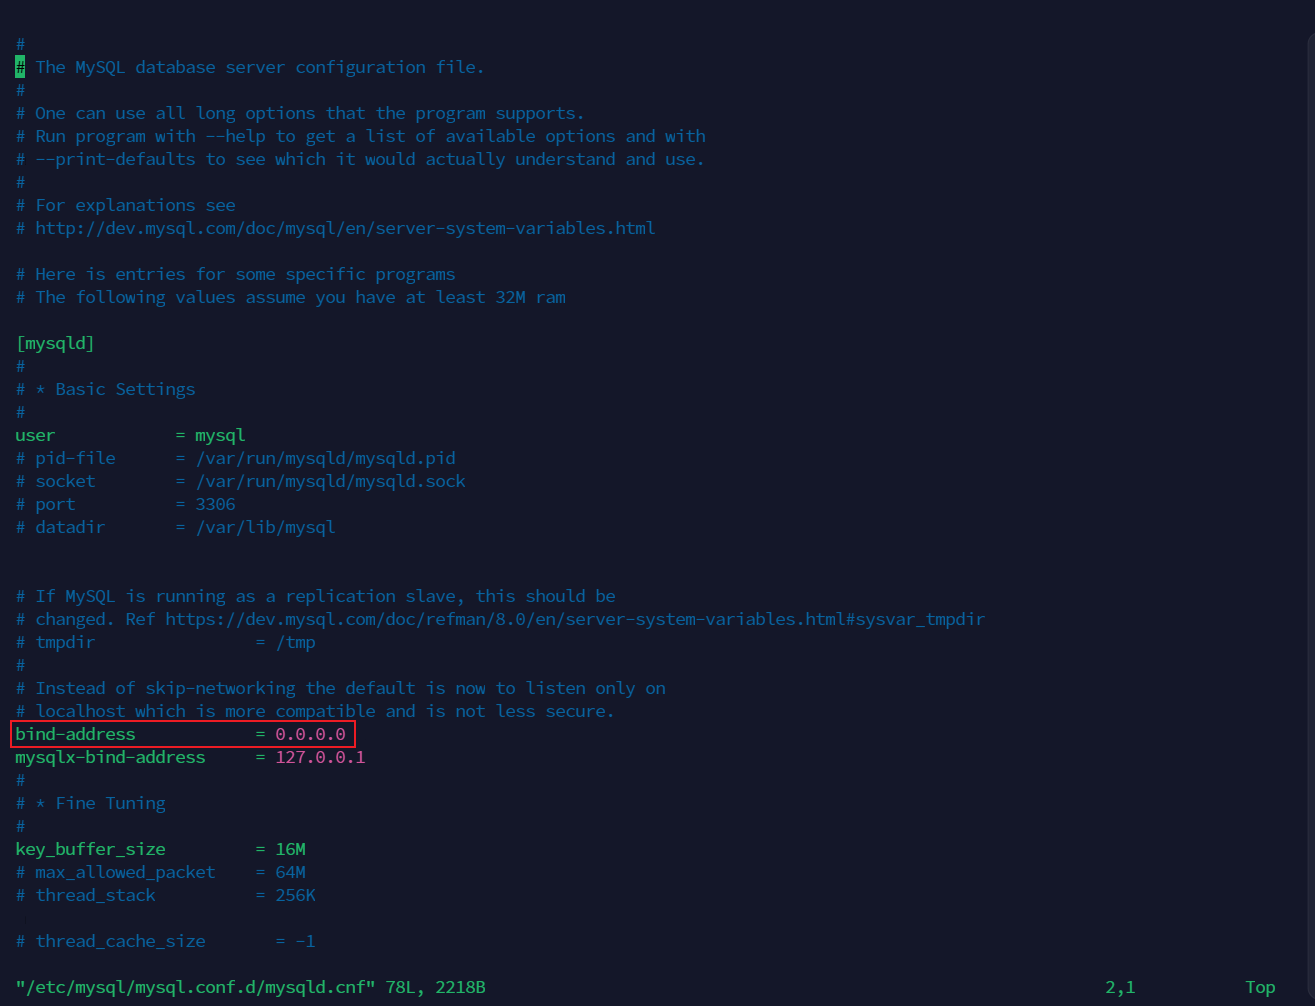 #
# The MySQL database server configuration file.
#
# One can use all long options that the program supports.
# Run program with --help to get a list of available options and with
# --print-defaults to see which it would actually understand and use.
#
# For explanations see
# http://dev.mysql.com/doc/mysql/en/server-system-variables.html
# Here is entries for some specific programs
# The following values assume you have at least 32M ram
[mysqld]
#
# * Basic Settings
#
user            = mysql
# pid-file      = /var/run/mysqld/mysqld.pid
# socket        = /var/run/mysqld/mysqld.sock
# port          = 3306
# datadir       = /var/lib/mysql
# If MySQL is running as a replication slave, this should be
# changed. Ref https://dev.mysql.com/doc/refman/8.0/en/server-system-variables.html#sysvar_tmpdir
# tmpdir                = /tmp
#
# Instead of skip-networking the default is now to listen only on
# localhost which is more compatible and is not less secure.
bind-address            = 0.0.0.0
mysqlx-bind-address     = 127.0.0.1
#
# * Fine Tuning
#
key_buffer_size         = 16M
# max_allowed_packet    = 64M
# thread_stack          = 256K
# thread_cache_size       = -1
"/etc/mysql/mysql.conf.d/mysqld.cnf" 78L, 2218B 2,1 Top